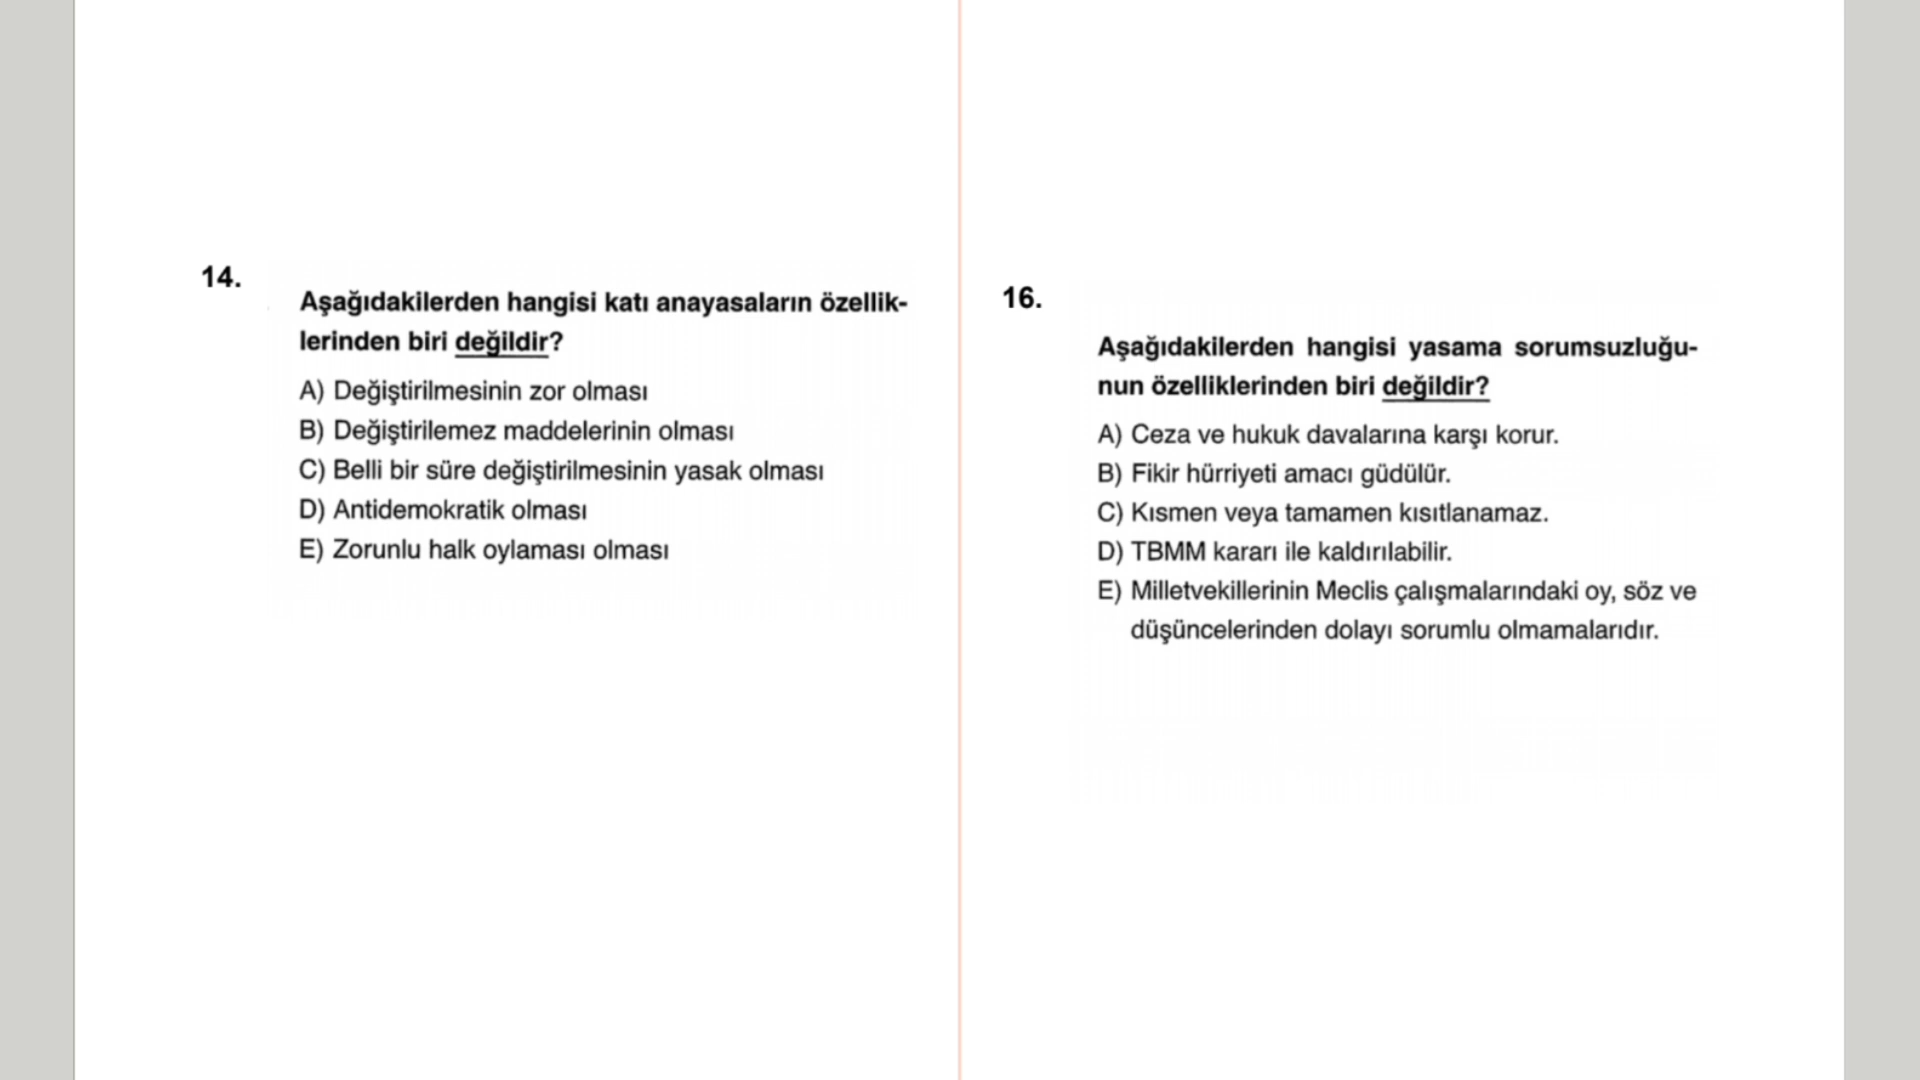 14.
Aşağıdakilerden hangisi katı anayasaların özellik-
lerinden biri değildir?
A) Değiştirilmesinin zor olması
B) Değiştirilemez maddelerinin olması
C) Belli bir süre değiştirilmesinin yasak olması
D) Antidemokratik olması
E) Zorunlu halk oylaması olması
16.
Aşağıdakilerden hangisi yasama sorumsuzluğu-
nun özelliklerinden biri değildir?
A) Ceza ve hukuk davalarına karşı korur.
B) Fikir hürriyeti amacı güdülür.
C) Kısmen veya tamamen kısıtlanamaz.
D) TBMM kararı ile kaldırılabilir.
E) Milletvekillerinin Meclis çalışmalarındaki oy, söz ve
düşüncelerinden dolayı sorumlu olmamalarıdır.